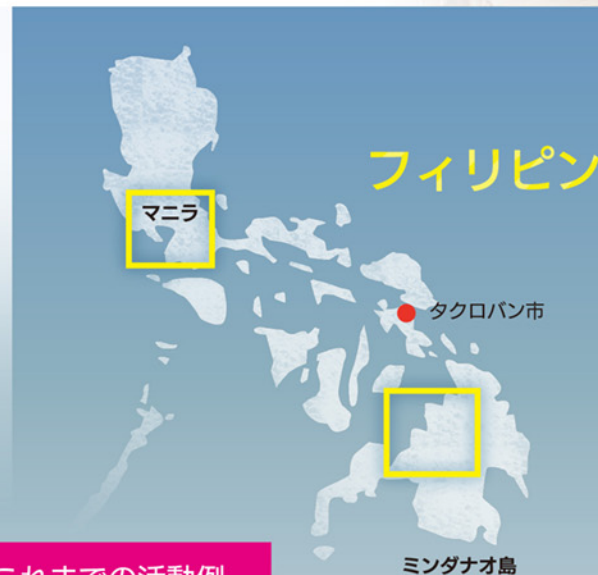 フィリピン
マニラ
タクロバン市
ミンダナオ島
これまでの活動例